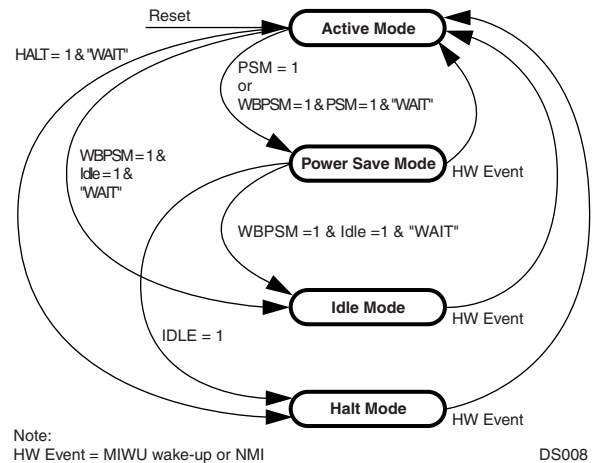 Reset
Active Mode
HALT = 1 & "WAIT"
PSM = 1
or
WBPSM = 1 & PSM = 1 & "WAIT"
WBPSM = 1 &
Idle = 1 &
"WAIT"
Power Save Mode
HW Event
WBPSM =1 & Idle =1 & "WAIT"
Idle Mode
HW Event
IDLE = 1
Halt Mode
HW Event
Note:
HW Event = MIWU wake-up or NMI
DS008